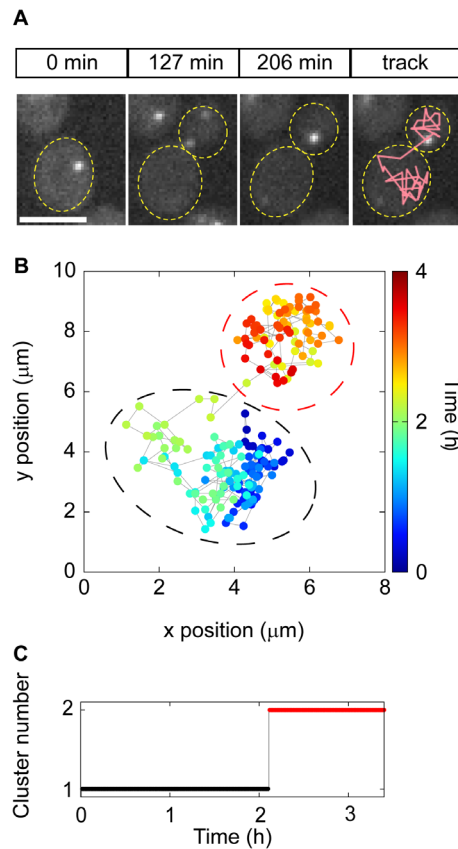 A
0 min 127 min 206 min track
B
10
8
6
4
2
0
y position (μm)
0 2 4 6 8
x position (μm)
4
2
0
Time (h)
C
Cluster number
2
1
0 1 2 3
Time (h)